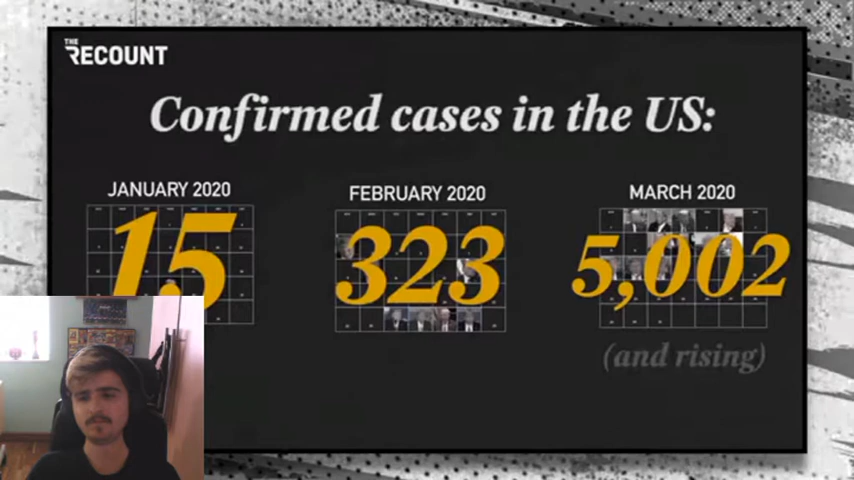 THE
RECOUNT
Confirmed cases in the US:
JANUARY 2020
FEBRUARY 2020
MARCH 2020
15
323
5,002
(and rising)